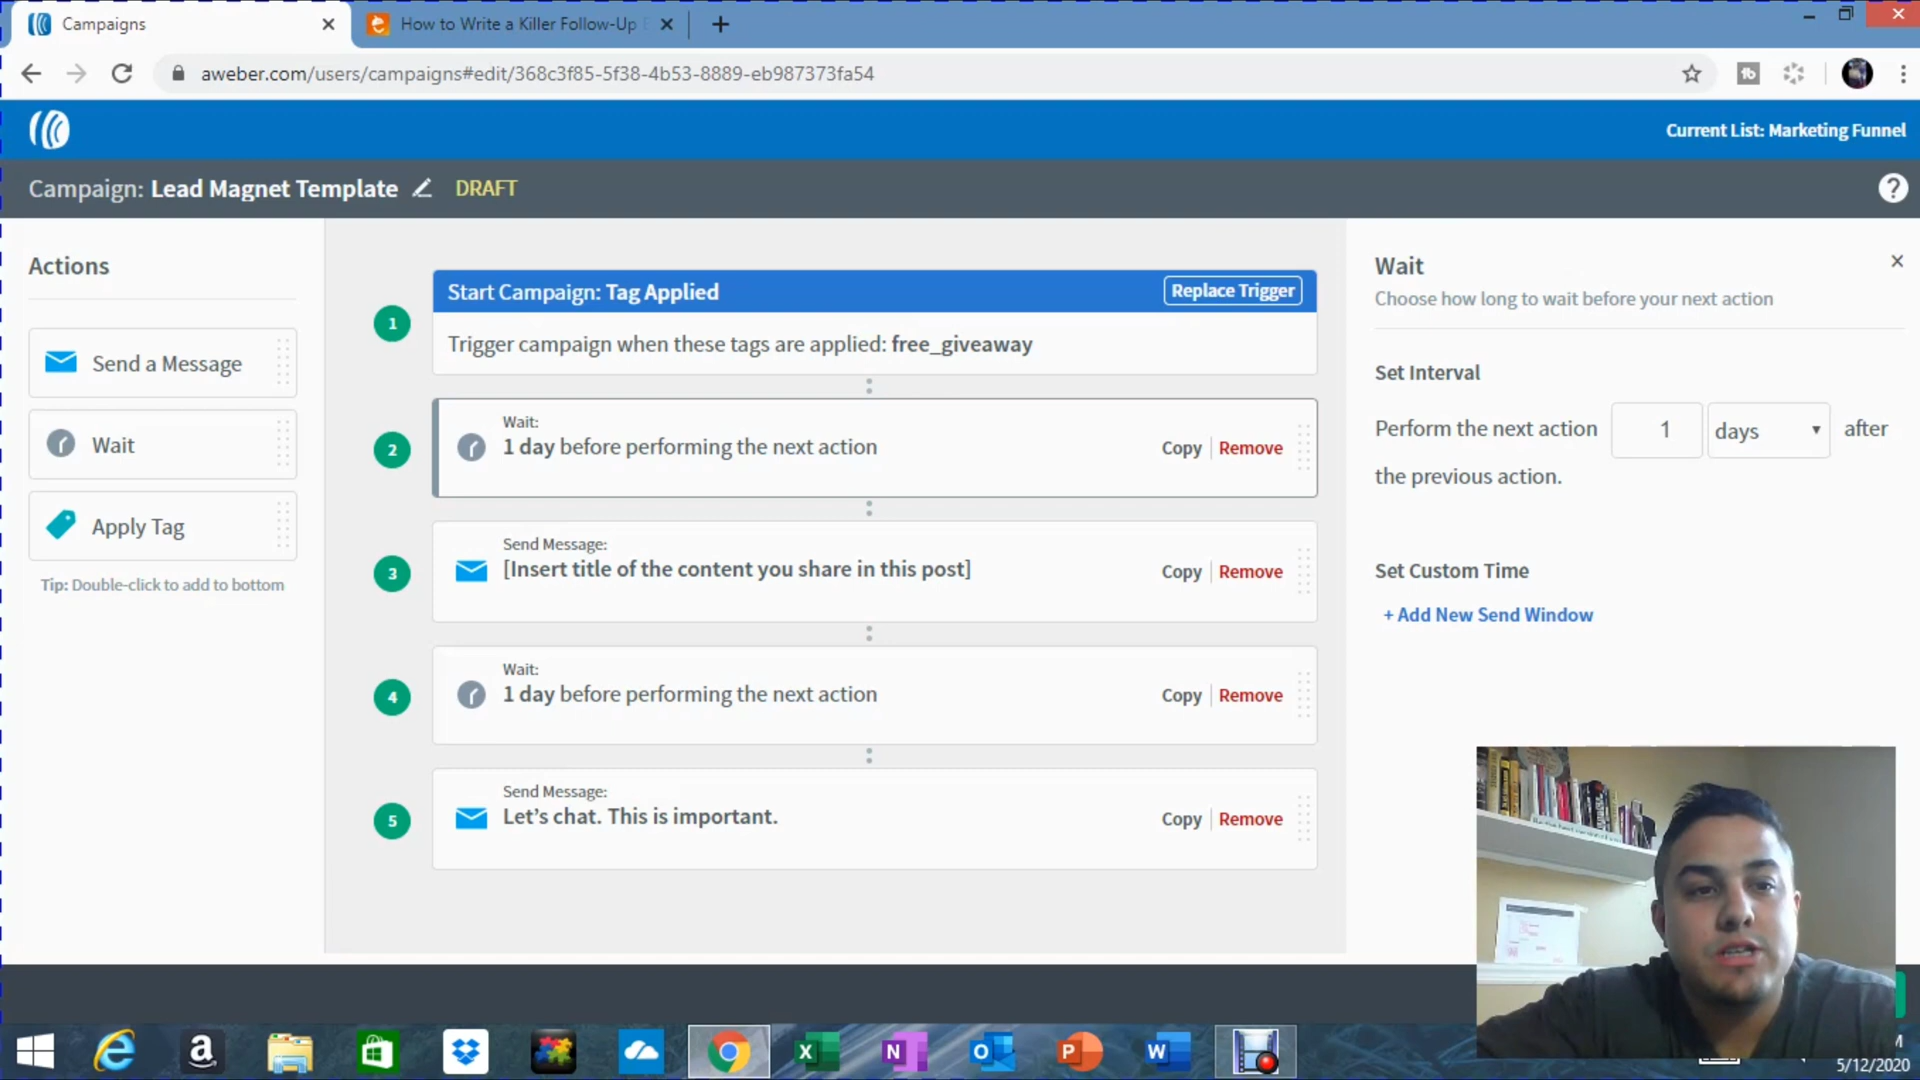 Campaigns
How to Write a Killer Follow-Up
aweber.com/users/campaigns#edit/368c3f85-5f38-4b53-8889-eb987373fa54
Current List: Marketing Funnel
Campaign: Lead Magnet Template DRAFT
Actions
Send a Message
Wait
Apply Tag
Tip: Double-click to add to bottom
1
Start Campaign: Tag Applied
Replace Trigger
Trigger campaign when these tags are applied: free_giveaway
2
Wait:
1 day before performing the next action
Copy
Remove
3
Send Message:
[Insert title of the content you share in this post]
Copy
Remove
4
Wait:
1 day before performing the next action
Copy
Remove
5
Send Message:
Let's chat. This is important.
Copy
Remove
Wait
Choose how long to wait before your next action
Set Interval
Perform the next action 1 days after
the previous action.
Set Custom Time
+ Add New Send Window
5/12/2020